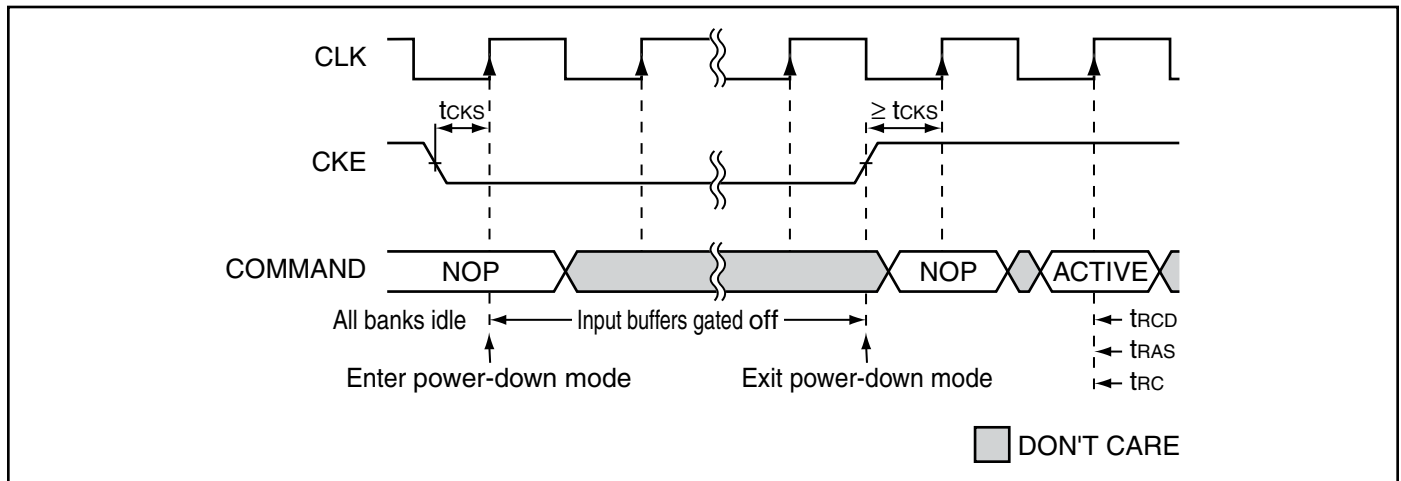 CLK
tCKS
≥ tCKS
CKE
COMMAND
NOP
NOP
ACTIVE
All banks idle
Input buffers gated off
tRCD
tRAS
tRC
Enter power-down mode
Exit power-down mode
DON'T CARE